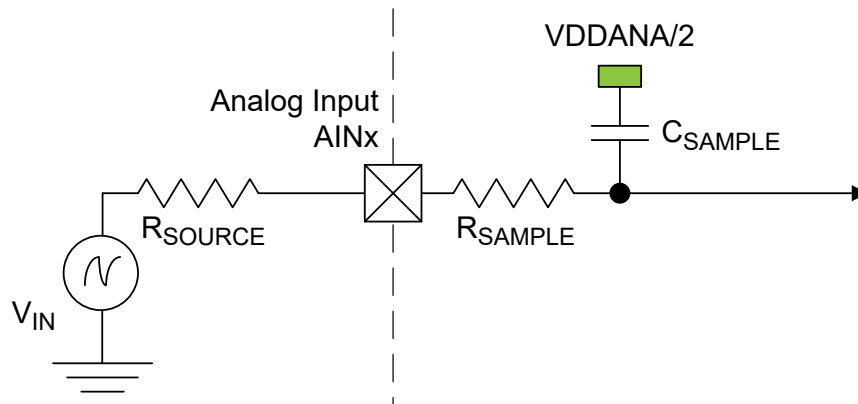 VDDANA/2
Analog Input
AINx
CSAMPLE
RSOURCE
RSAMPLE
VIN